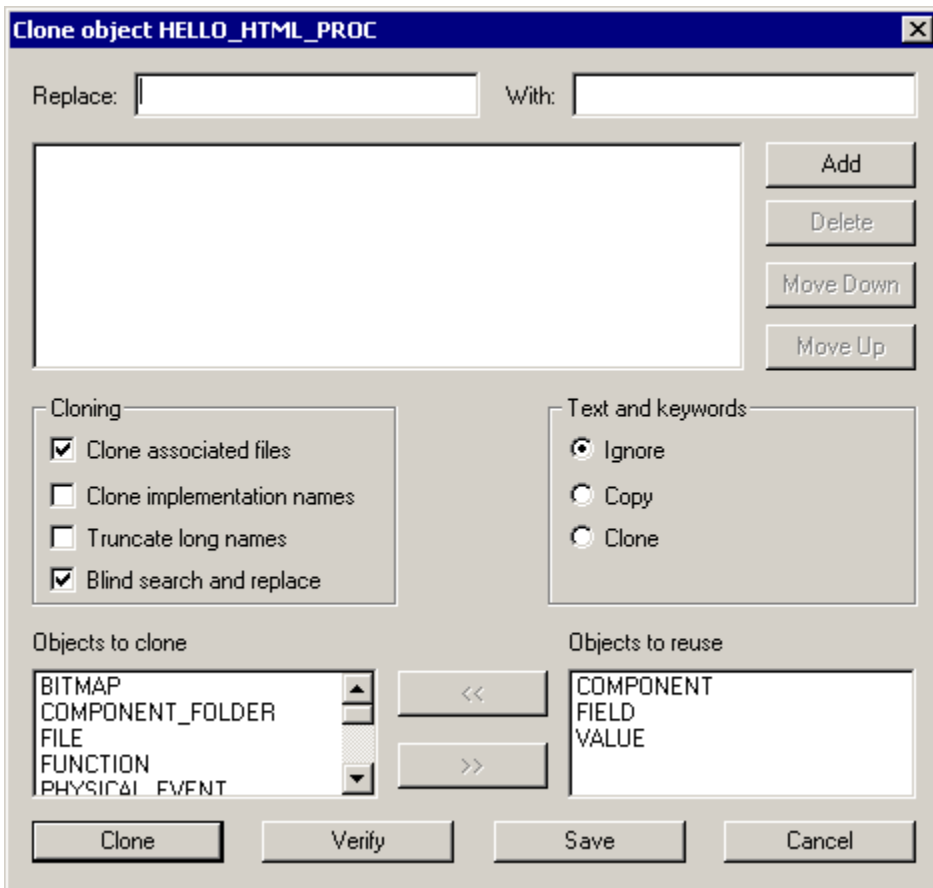 Clone object HELLO_HTML_PROC
Replace: With:
Add
Delete
Move Down
Move Up
Cloning
Clone associated files
Clone implementation names
Truncate long names
Blind search and replace
Text and keywords
Ignore
Copy
Clone
Objects to clone
BITMAP
COMPONENT_FOLDER
FILE
FUNCTION
PHYSICAL_EVENT
<<
>>
Objects to reuse
COMPONENT
FIELD
VALUE
Clone Verify Save Cancel